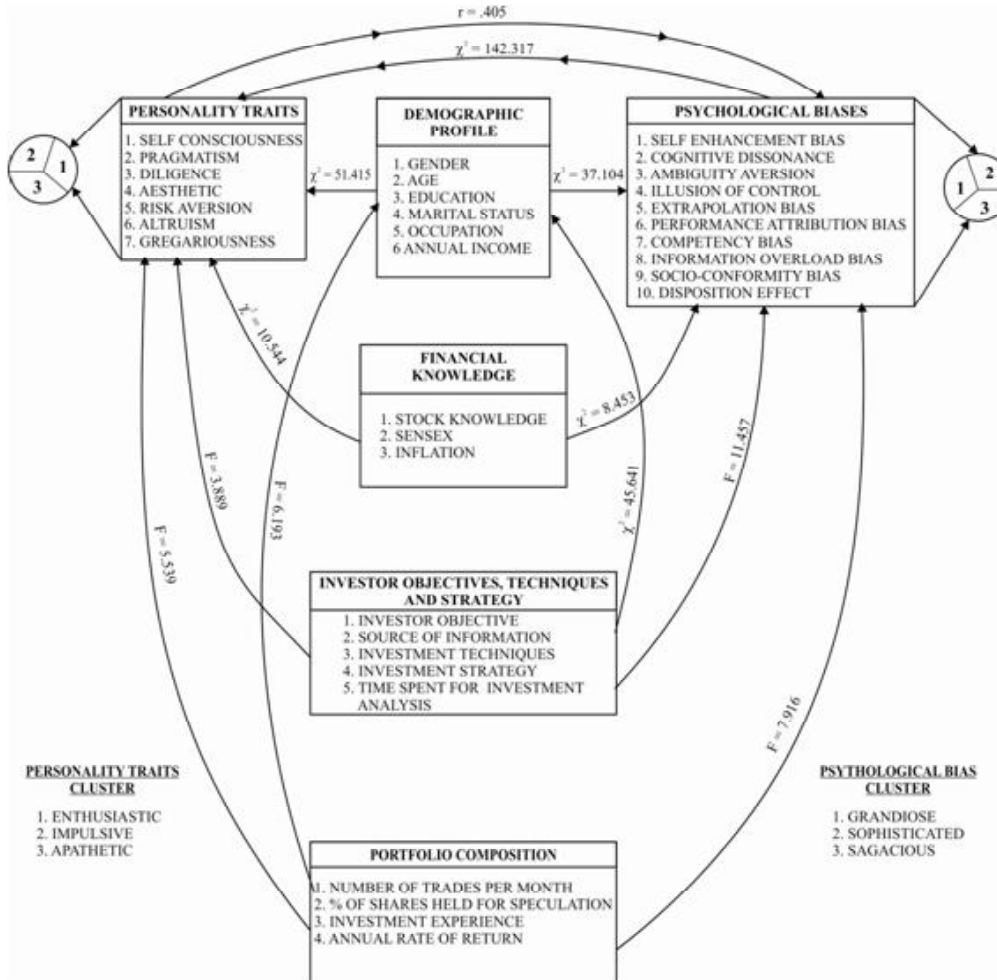 r = .405
χ² = 142.317
PERSONALITY TRAITS
1. SELF CONSCIOUSNESS
2. PRAGMATISM
3. DILIGENCE
4. AESTHETIC
5. RISK AVERSION
6. ALTRUISM
7. GREGARIOUSNESS
2
1
3
χ² = 51.415
DEMOGRAPHIC
PROFILE
1. GENDER
2. AGE
3. EDUCATION
4. MARITAL STATUS
5. OCCUPATION
6 ANNUAL INCOME
χ² = 37.104
PSYCHOLOGICAL BIASES
1. SELF ENHANCEMENT BIAS
2. COGNITIVE DISSONANCE
3. AMBIGUITY AVERSION
4. ILLUSION OF CONTROL
5. EXTRAPOLATION BIAS
6. PERFORMANCE ATTRIBUTION BIAS
7. COMPETENCY BIAS
8. INFORMATION OVERLOAD BIAS
9. SOCIO-CONFORMITY BIAS
10. DISPOSITION EFFECT
2
1
3
χ² = 10.544
FINANCIAL
KNOWLEDGE
1. STOCK KNOWLEDGE
2. SENSEX
3. INFLATION
χ² = 8.453
F = 3.889
F = 5.539
F = 6.193
χ² = 45.641
F = 11.457
F = 7.916
INVESTOR OBJECTIVES, TECHNIQUES
AND STRATEGY
1. INVESTOR OBJECTIVE
2. SOURCE OF INFORMATION
3. INVESTMENT TECHNIQUES
4. INVESTMENT STRATEGY
5. TIME SPENT FOR INVESTMENT
ANALYSIS
PERSONALITY TRAITS
CLUSTER
1. ENTHUSIASTIC
2. IMPULSIVE
3. APATHETIC
PSYTHOLOGICAL BIAS
CLUSTER
1. GRANDIOSE
2. SOPHISTICATED
3. SAGACIOUS
PORTFOLIO COMPOSITION
1. NUMBER OF TRADES PER MONTH
2. % OF SHARES HELD FOR SPECULATION
3. INVESTMENT EXPERIENCE
4. ANNUAL RATE OF RETURN